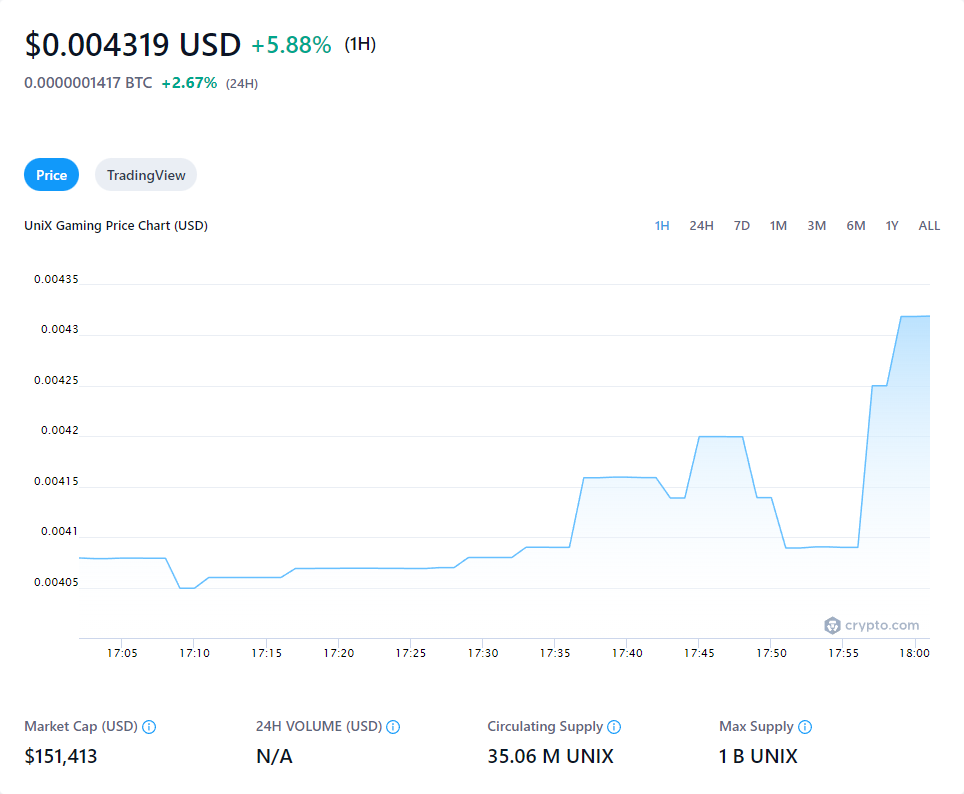 $0.004319 USD +5.88% (1H)
0.0000001417 BTC +2.67% (24H)
Price TradingView
UniX Gaming Price Chart (USD) 1H 24H 7D 1M 3M 6M 1Y ALL
0.00435
0.0043
0.00425
0.0042
0.00415
0.0041
0.00405
crypto.com
17:05 17:10 17:15 17:20 17:25 17:30 17:35 17:40 17:45 17:50 17:55 18:00
Market Cap (USD) 24H VOLUME (USD) Circulating Supply Max Supply
$151,413 N/A 35.06 M UNIX 1 B UNIX